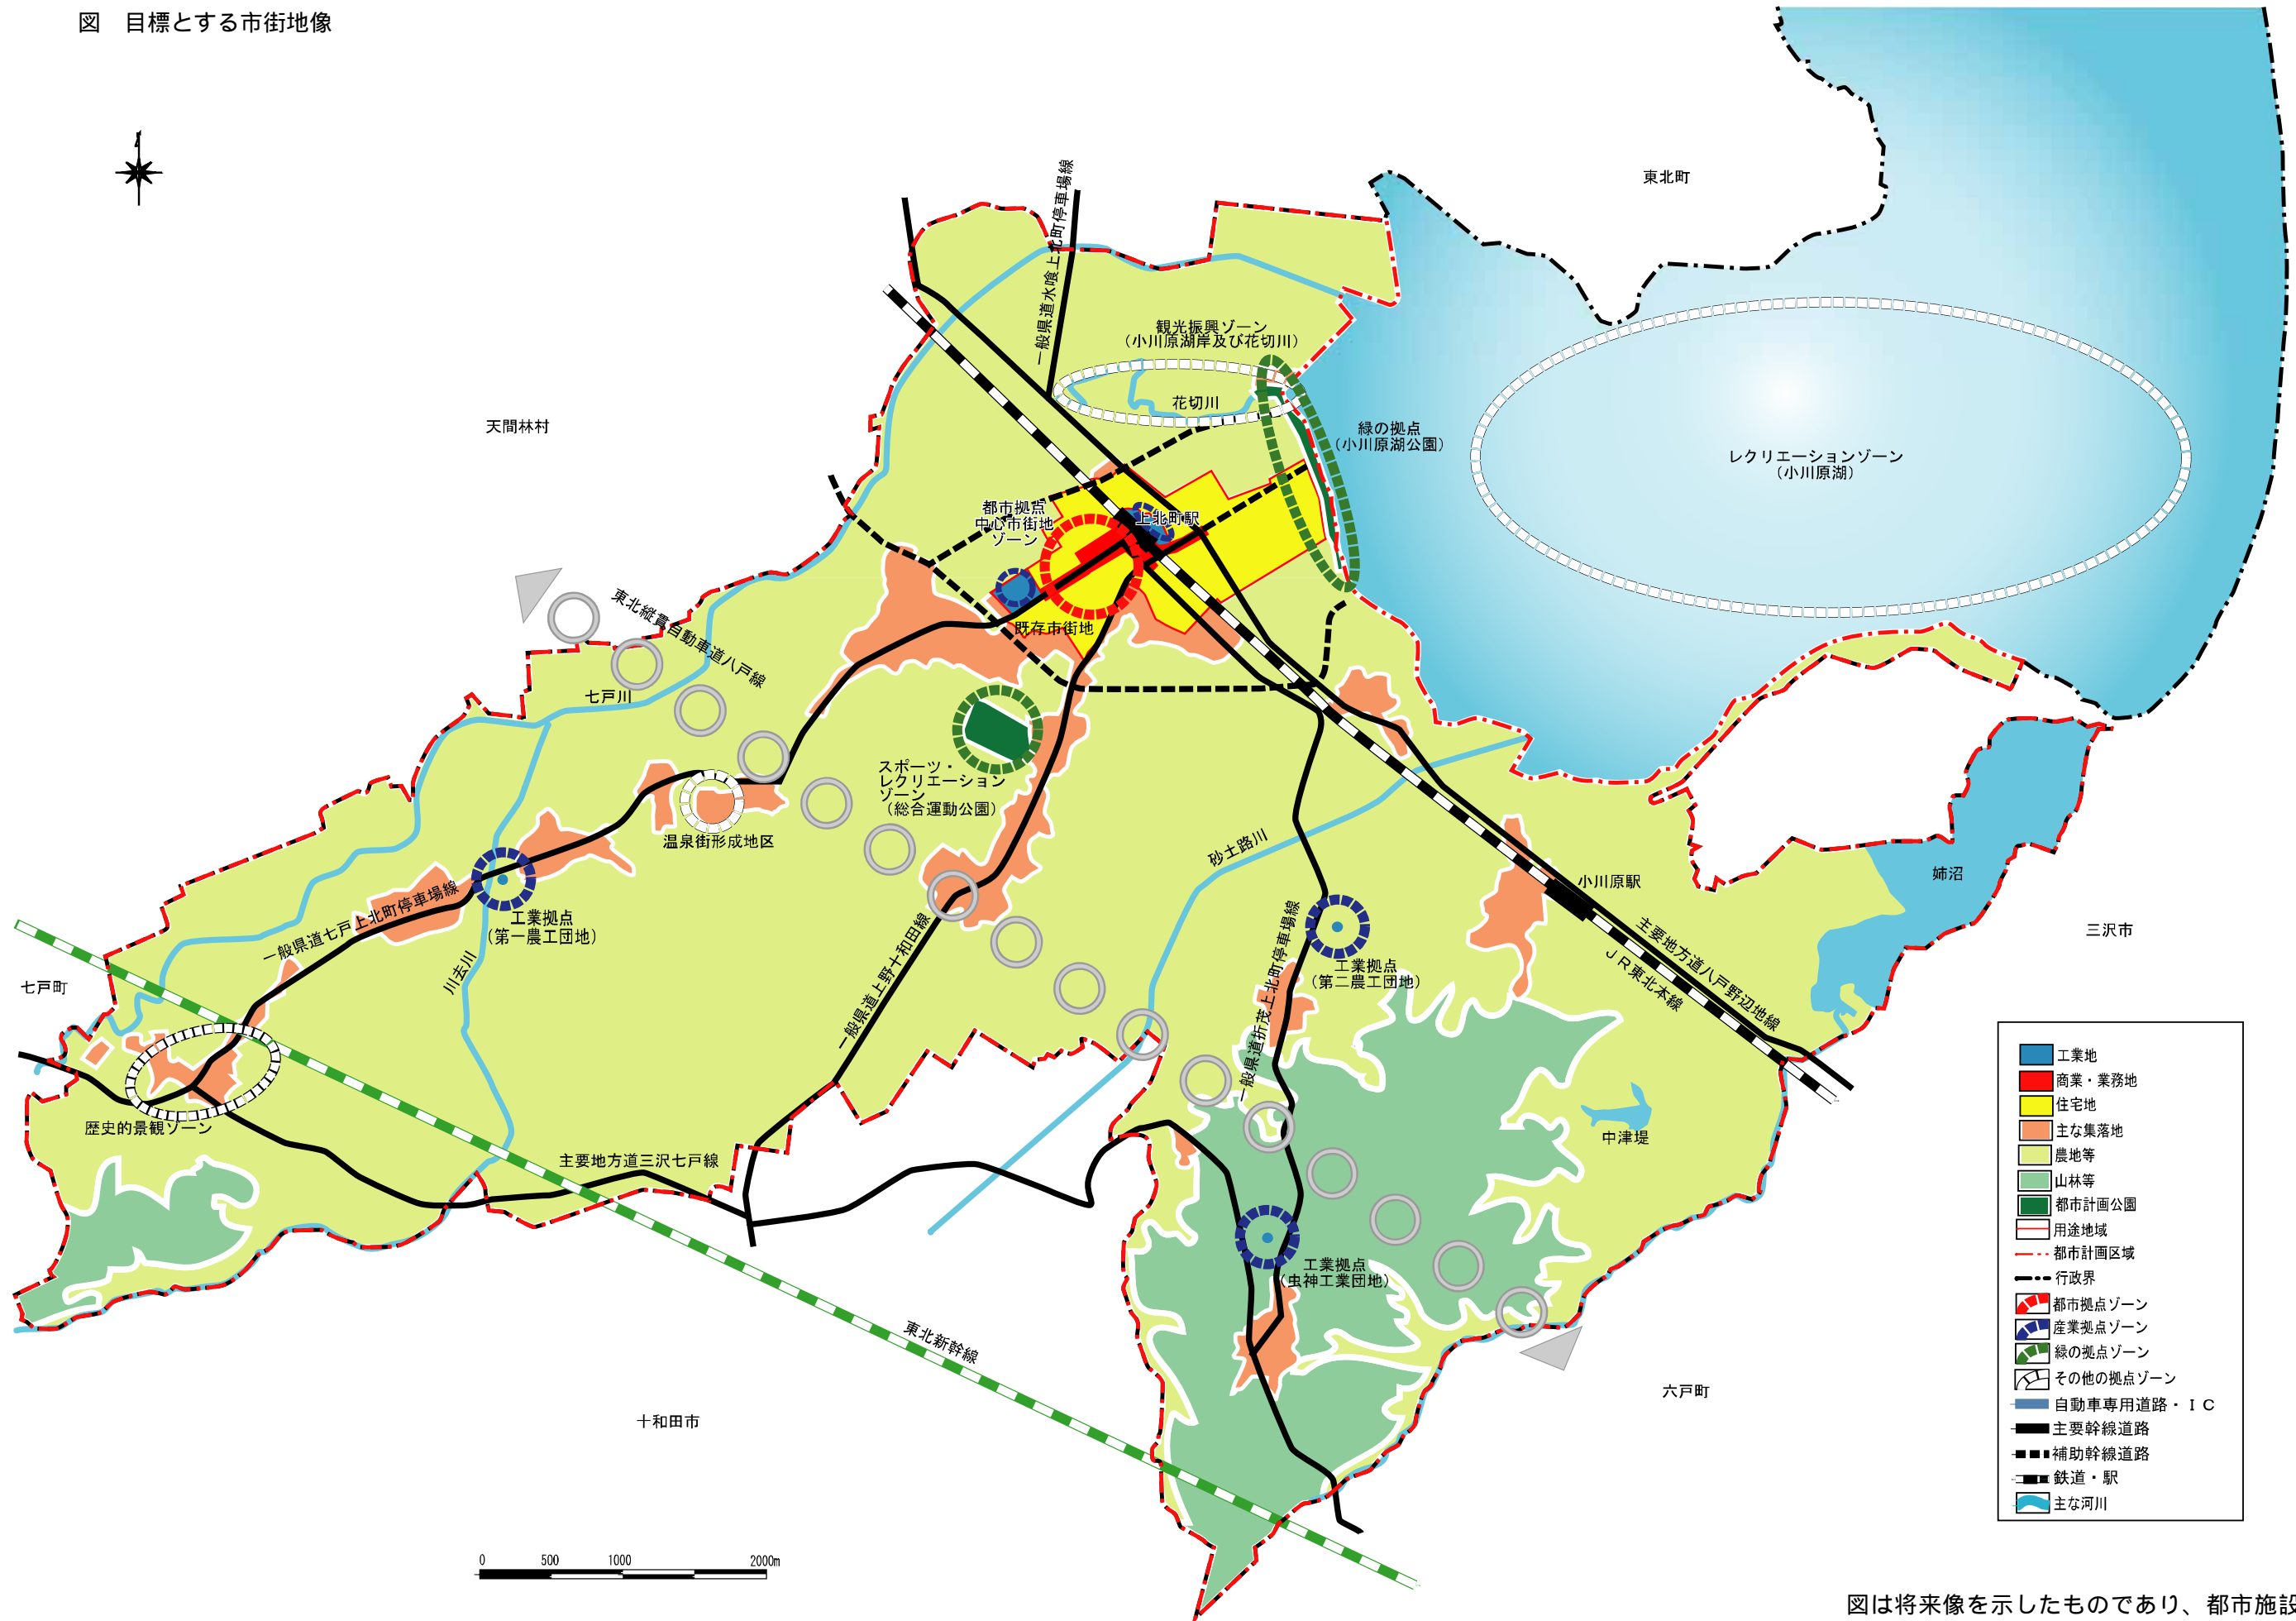 図　目標とする市街地像
東北町
一般県道水喰上北町停車場線
観光振興ゾーン
（小川原湖岸及び花切川）
花切川
天間林村
緑の拠点
（小川原湖公園）
レクリエーションゾーン
（小川原湖）
都市拠点
中心市街地
ゾーン
上北町駅
既存市街地
東北縦貫自動車道八戸線
七戸川
スポーツ・
レクリエーション
ゾーン
（総合運動公園）
温泉街形成地区
砂土路川
小川原駅
姉沼
主要地方道八戸野辺地線
ＪＲ東北本線
三沢市
一般県道七戸上北町停車場線
工業拠点
（第一農工団地）
川去川
一般県道上野十和田線
工業拠点
（第二農工団地）
一般県道折茂上北町停車場線
七戸町
歴史的景観ゾーン
主要地方道三沢七戸線
中津堤
工業拠点
（虫神工業団地）
東北新幹線
六戸町
十和田市
工業地
商業・業務地
住宅地
主な集落地
農地等
山林等
都市計画公園
用途地域
都市計画区域
行政界
都市拠点ゾーン
産業拠点ゾーン
緑の拠点ゾーン
その他の拠点ゾーン
自動車専用道路・ＩＣ
主要幹線道路
補助幹線道路
鉄道・駅
主な河川
0 500 1000 2000m
図は将来像を示したものであり、都市施設